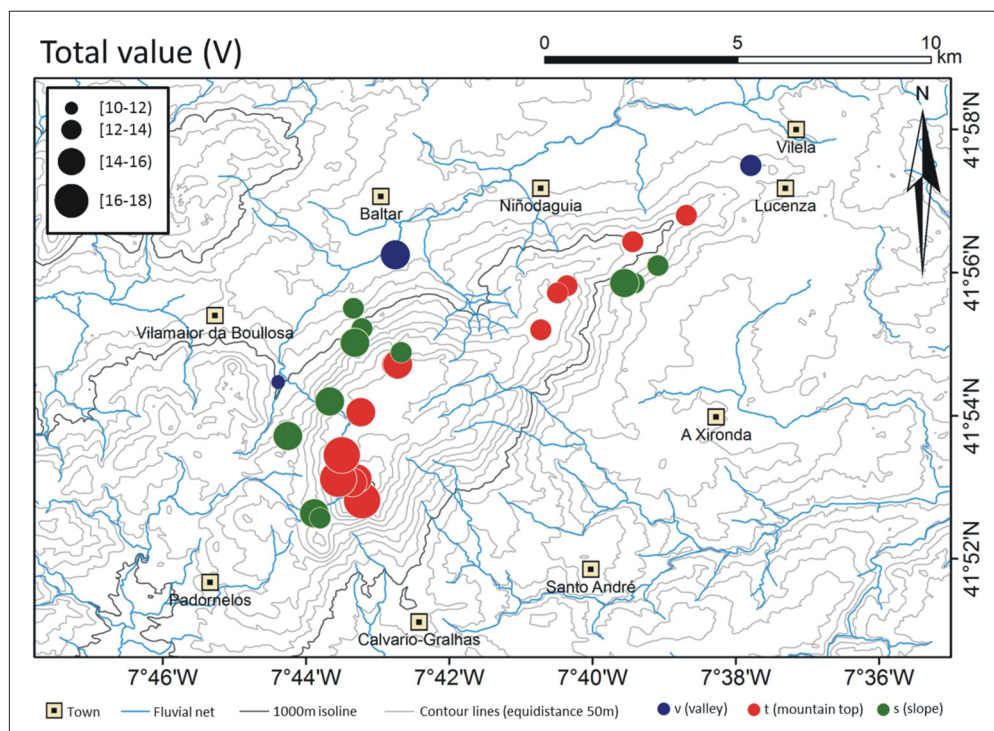 Total value (V)
0 5 10
km
[10-12)
[12-14)
[14-16)
[16-18)
N
Vilela
Lucenza
Baltar
Niñodaguia
Vilamaior da Boullosa
A Xironda
Santo André
Padornelos
Calvario-Gralhas
41°58'N
41°56'N
41°54'N
41°52'N
7°46'W 7°44'W 7°42'W 7°40'W 7°38'W 7°36'W
Town Fluvial net 1000m isoline Contour lines (equidistance 50m) v (valley) t (mountain top) s (slope)